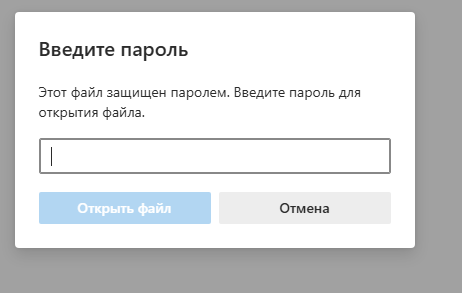 Введите пароль
Этот файл защищен паролем. Введите пароль для
открытия файла.
Открыть файл
Отмена